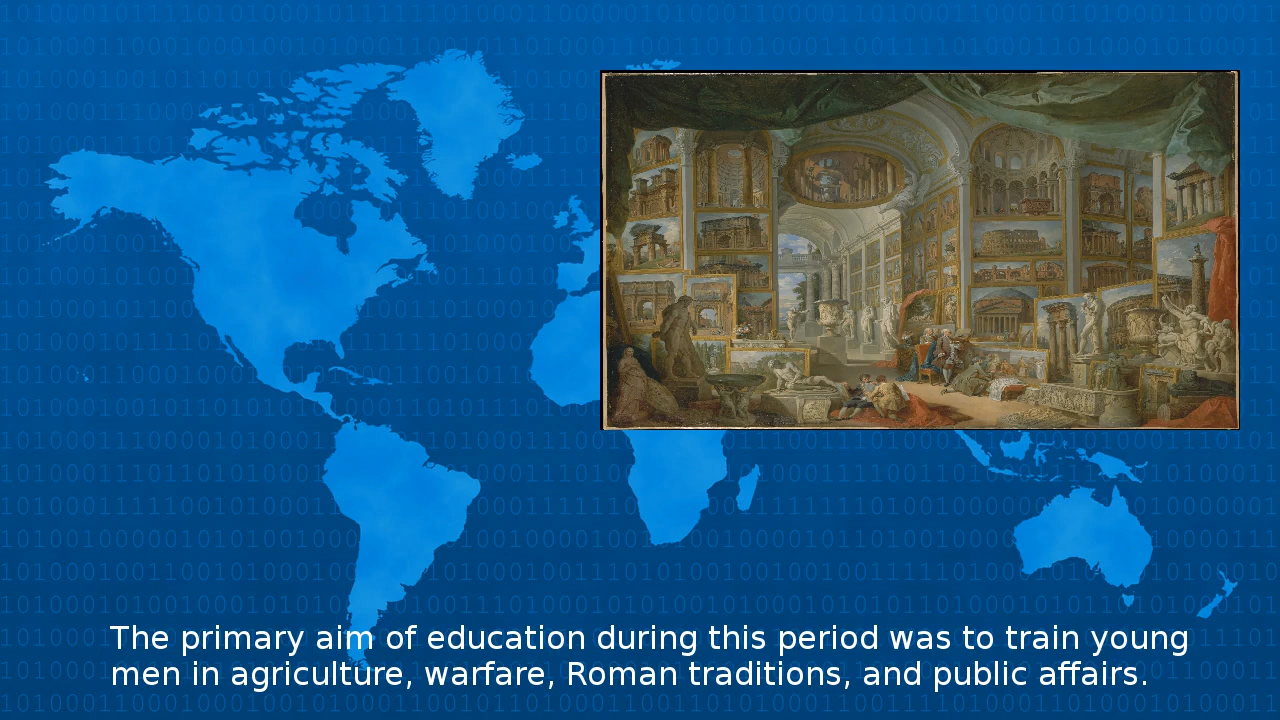 The primary aim of education during this period was to train young
men in agriculture, warfare, Roman traditions, and public affairs.